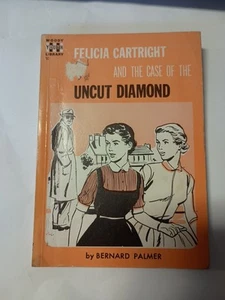 FELICIA CARTRIGHT
AND THE CASE OF THE
UNCUT DIAMOND
by BERNARD PALMER